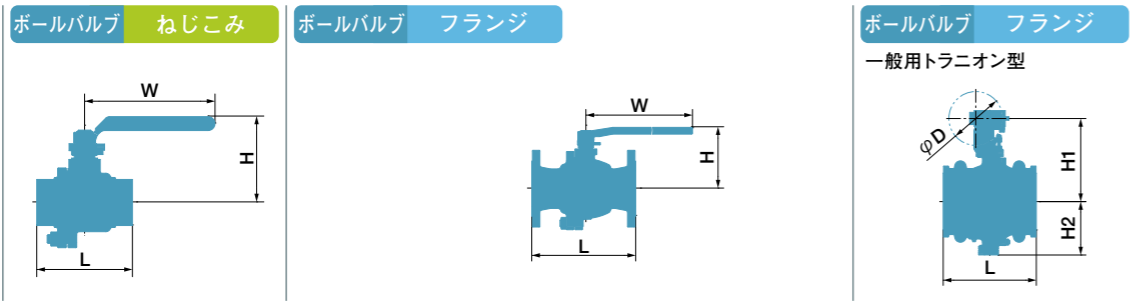 ボールバルブ ねじこみ
W
H
L
ボールバルブ フランジ
W
H
L
ボールバルブ フランジ
一般用トラニオン型
φD
H1
H2
L